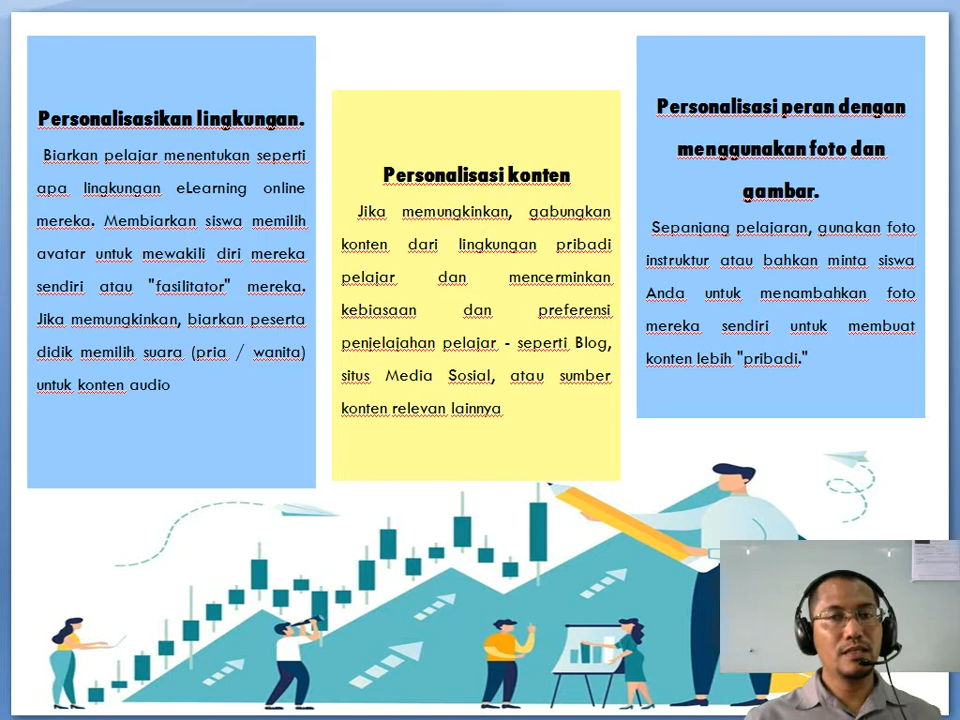 Personalisasikan lingkungan.
Biarkan pelajar menentukan seperti
apa lingkungan eLearning online
mereka. Membiarkan siswa memilih
avatar untuk mewakili diri mereka
sendiri atau "fasilitator" mereka.
Jika memungkinkan, biarkan peserta
didik memilih suara (pria / wanita)
untuk konten audio
Personalisasi konten
Jika memungkinkan, gabungkan
konten dari lingkungan pribadi
pelajar dan mencerminkan
kebiasaan dan preferensi
penjelajahan pelajar - seperti Blog,
situs Media Sosial, atau sumber
konten relevan lainnya
Personalisasi peran dengan
menggunakan foto dan
gambar.
Sepanjang pelajaran, gunakan foto
instruktur atau bahkan minta siswa
Anda untuk menambahkan foto
mereka sendiri untuk membuat
konten lebih "pribadi."